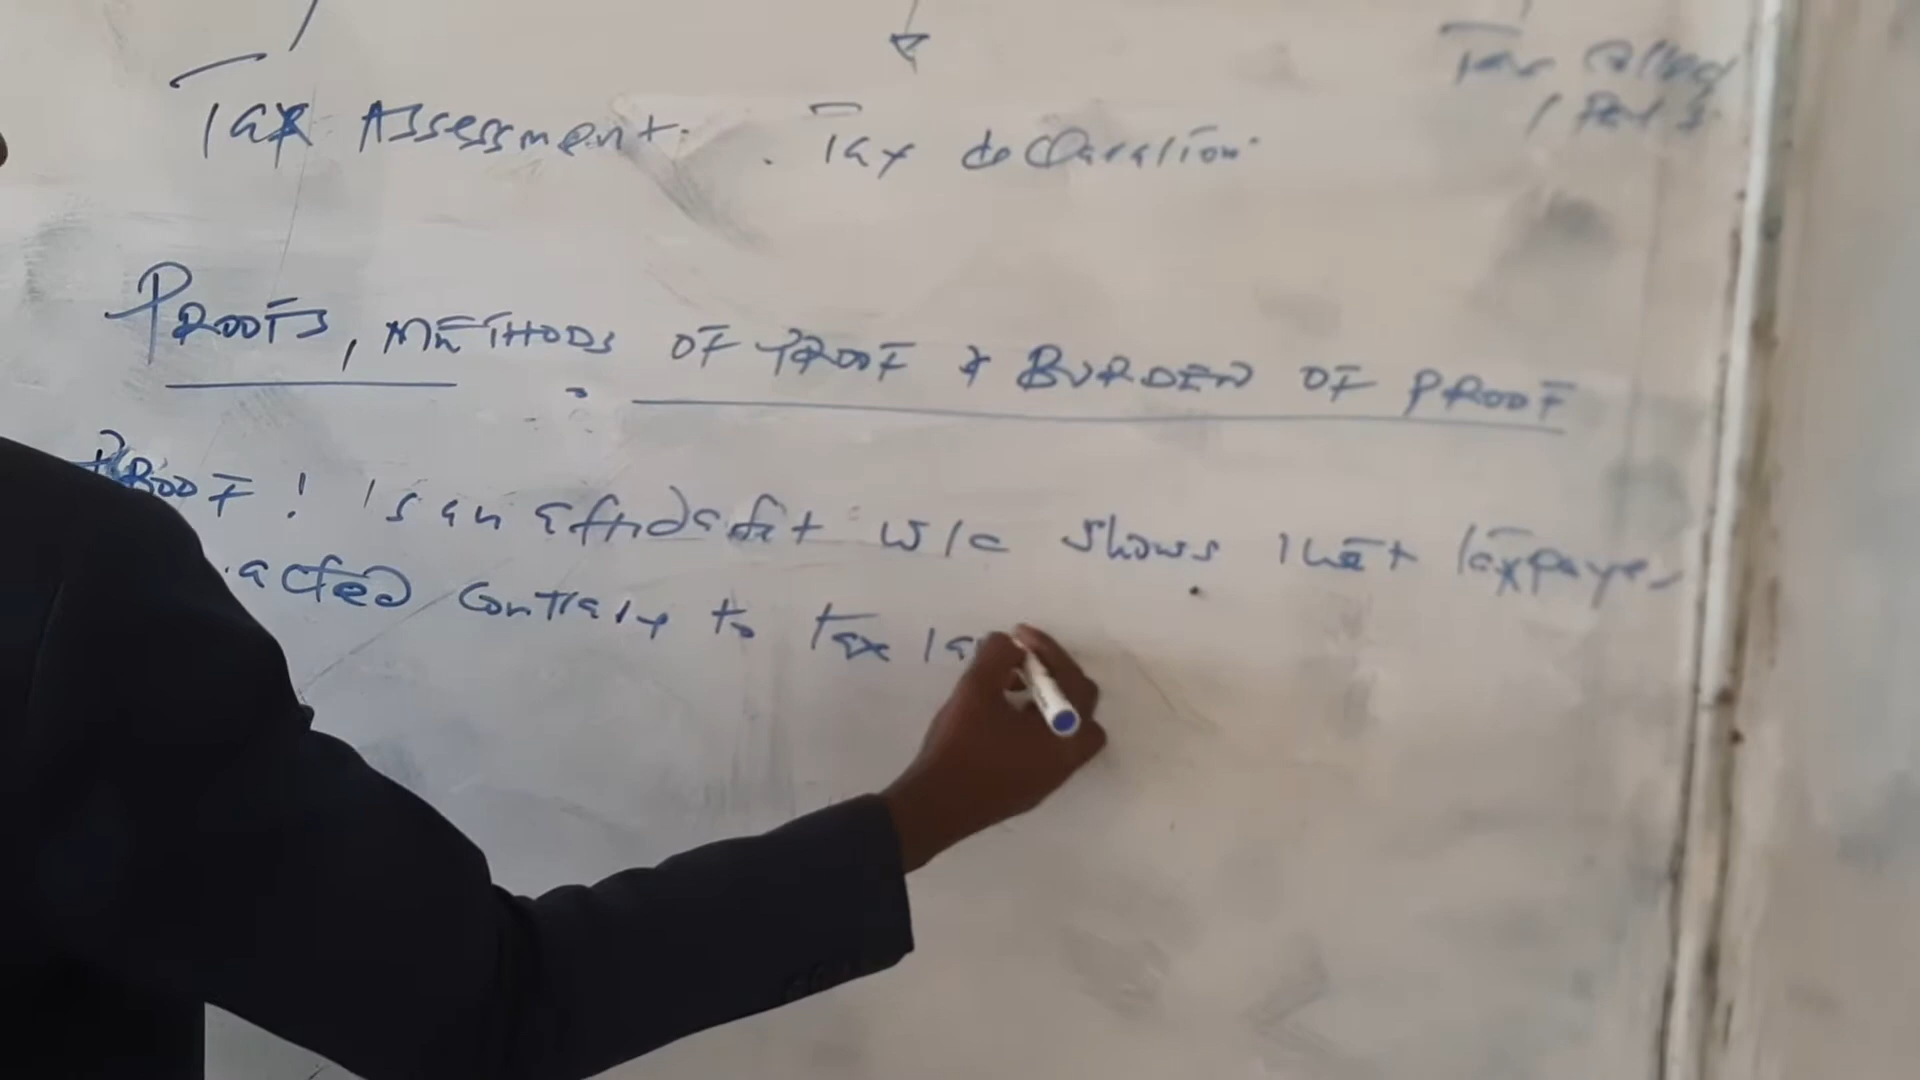 Tax Assessment. . Tax declaration.
PROOFS, METHODS OF PROOF & BURDEN OF PROOF
PROOF! Is an affidafit w/c shows that taxpayer
acted contrary to tax la